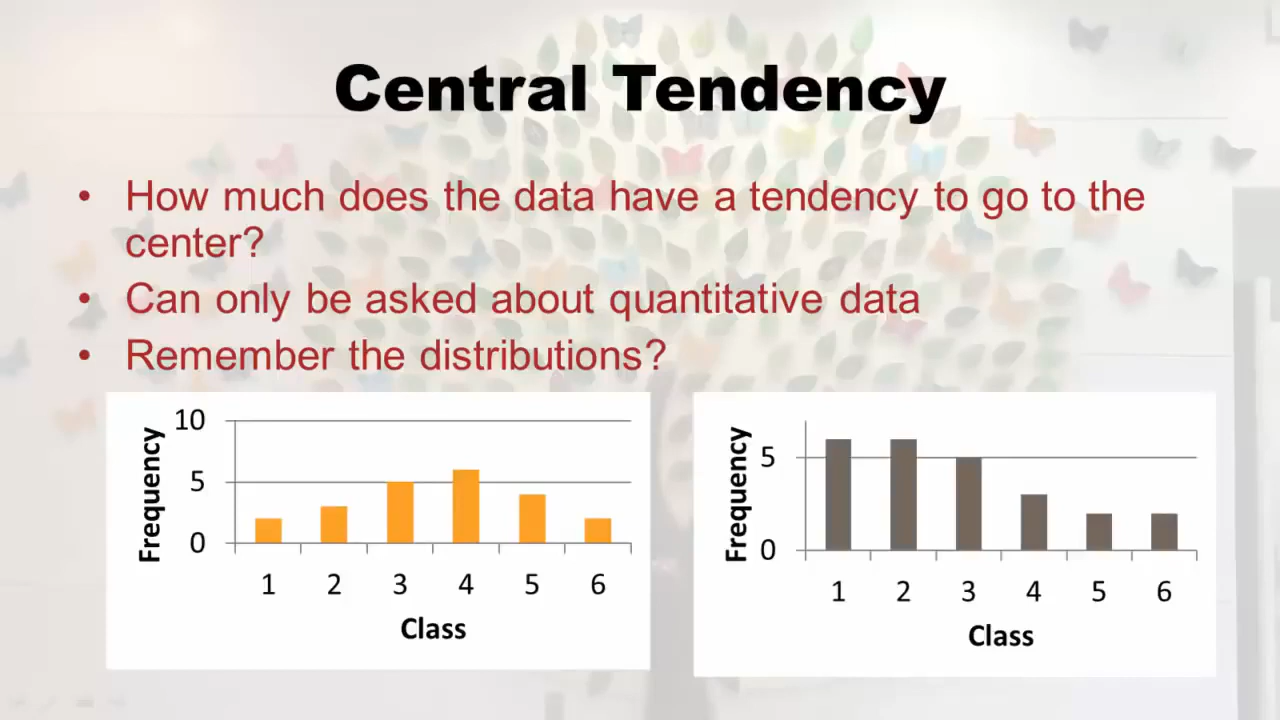 Central Tendency
• How much does the data have a tendency to go to the
center?
• Can only be asked about quantitative data
• Remember the distributions?
Frequency
10
5
0
1 2 3 4 5 6
Class
Frequency
5
0
1 2 3 4 5 6
Class